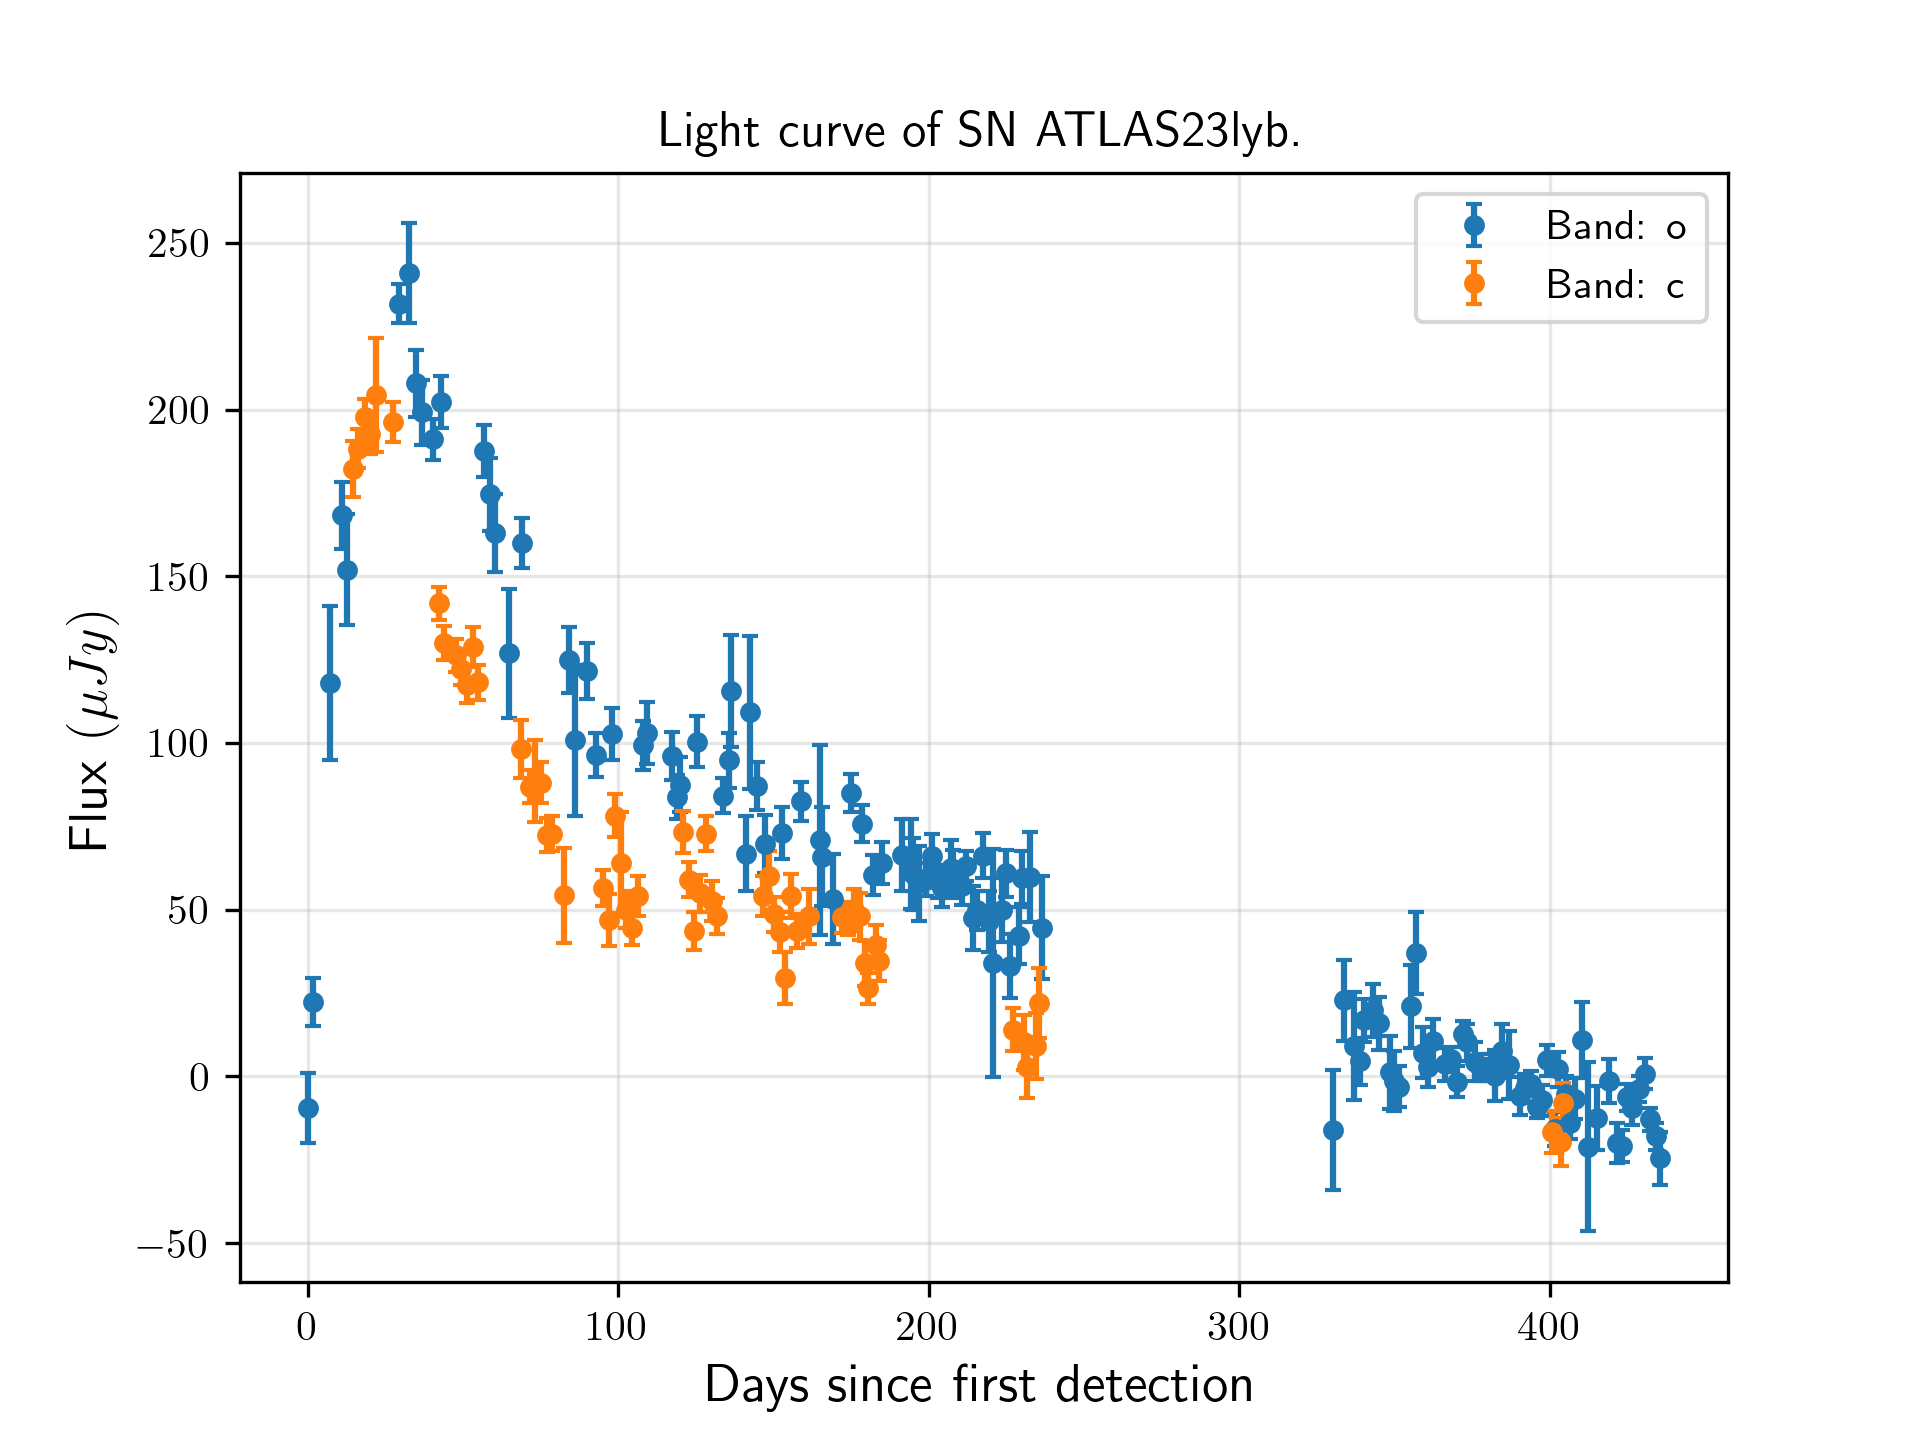 Light curve of SN ATLAS23lyb.
Band: o
Band: c
250
200
150
100
50
0
−50
Flux (μJy)
0 100 200 300 400
Days since first detection